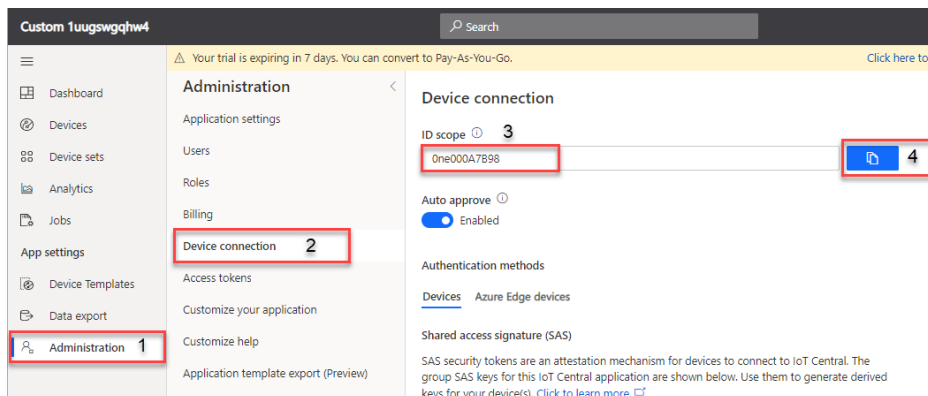 Custom 1uugswgqhw4
Search
Your trial is expiring in 7 days. You can convert to Pay-As-You-Go.
Click here to
Dashboard
Devices
Device sets
Analytics
Jobs
App settings
Device Templates
Data export
Administration 1
Administration
Application settings
Users
Roles
Billing
Device connection 2
Access tokens
Customize your application
Customize help
Application template export (Preview)
Device connection
ID scope 3
0ne000A7B98
4
Auto approve
Enabled
Authentication methods
Devices Azure Edge devices
Shared access signature (SAS)
SAS security tokens are an attestation mechanism for devices to connect to IoT Central. The
group SAS keys for this IoT Central application are shown below. Use them to generate derived
keys for your device(s). Click to learn more.